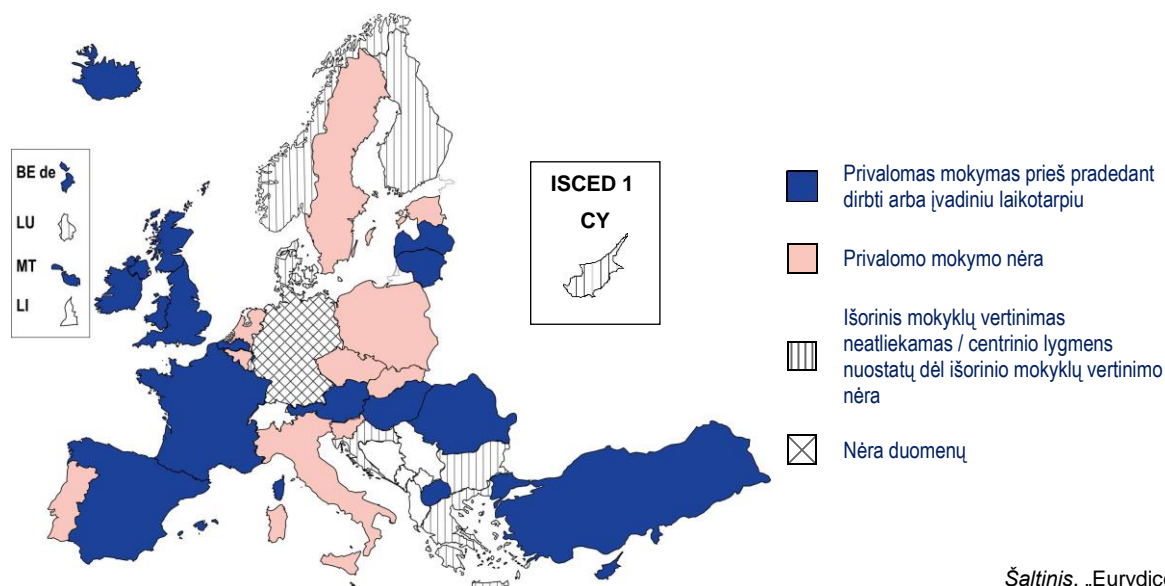 BE de
LU
MT
LI
ISCED 1
CY
Privalomas mokymas prieš pradedant
dirbti arba įvadiniu laikotarpiu
Privalomo mokymo nėra
Išorinis mokyklų vertinimas
neatliekamas / centrinio lygmens
nuostatų dėl išorinio mokyklų vertinimo
nėra
Nėra duomenų
Šaltinis. „Eurydice